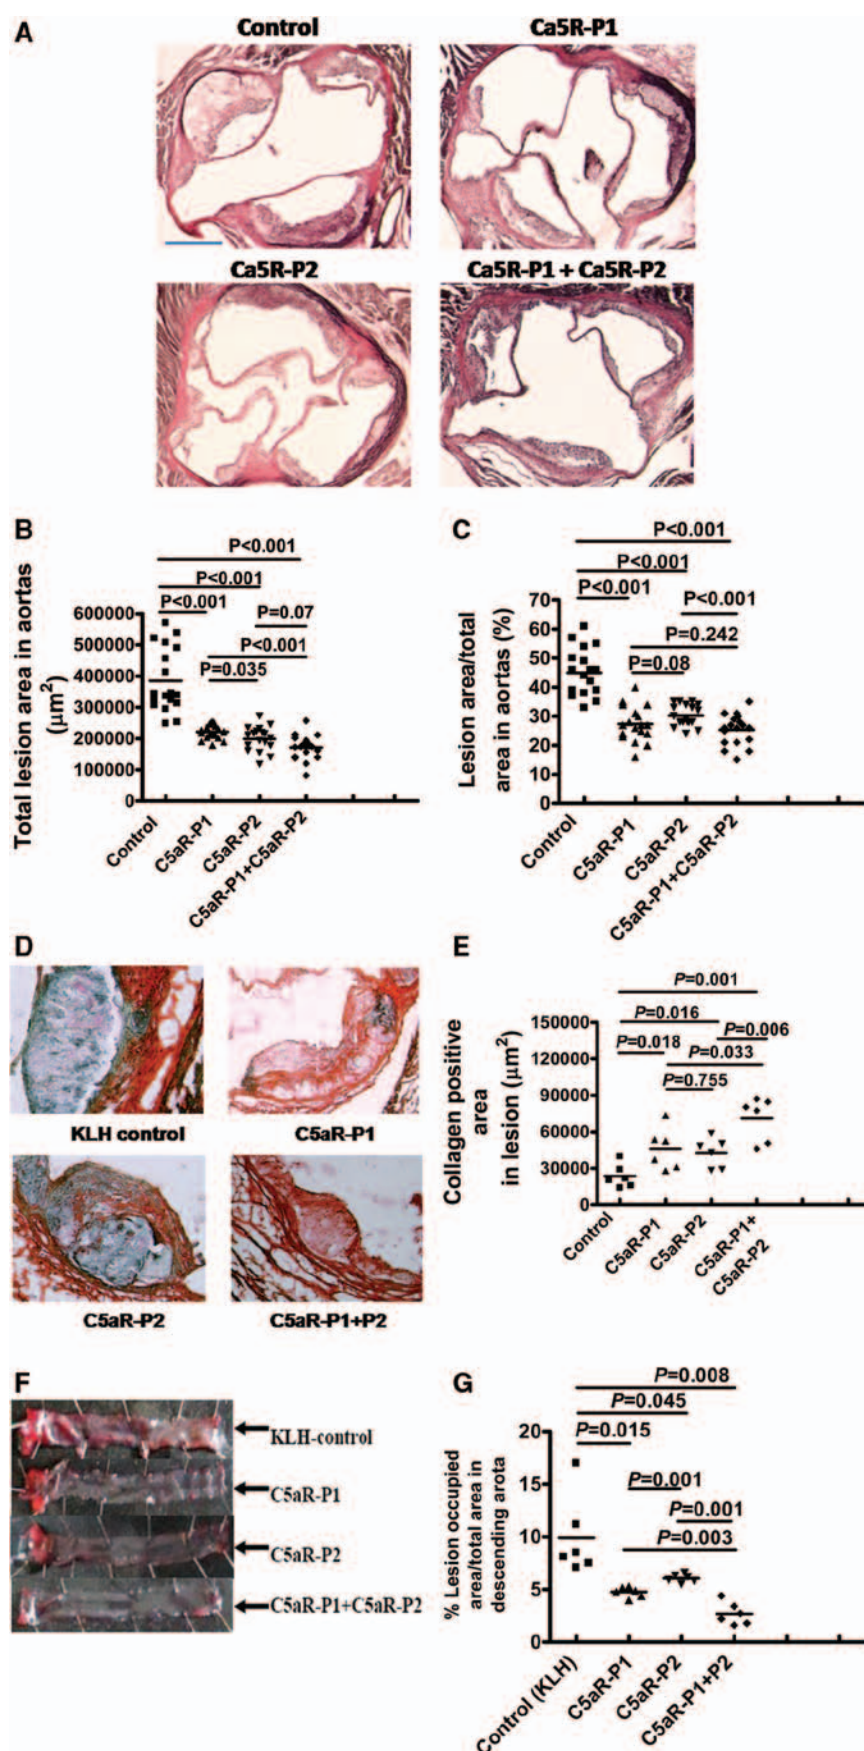 A
Control
Ca5R-P1
Ca5R-P2
Ca5R-P1 + Ca5R-P2
B
P<0.001
P<0.001
P<0.001
P=0.07
P<0.001
P=0.035
Total lesion area in aortas
(μm²)
600000
500000
400000
300000
200000
100000
0
Control
C5aR-P1
C5aR-P2
C5aR-P1+C5aR-P2
C
P<0.001
P<0.001
P<0.001
P<0.001
P=0.242
P=0.08
Lesion area/total
area in aortas (%)
70
60
50
40
30
20
10
0
Control
C5aR-P1
C5aR-P2
C5aR-P1+C5aR-P2
D
KLH control
C5aR-P1
C5aR-P2
C5aR-P1+P2
E
P=0.001
P=0.016
P=0.006
P=0.018
P=0.033
P=0.755
Collagen positive
area
in lesion (μm²)
150000
120000
90000
60000
30000
0
Control
C5aR-P1
C5aR-P2
C5aR-P1+
C5aR-P2
F
KLH-control
C5aR-P1
C5aR-P2
C5aR-P1+C5aR-P2
G
P=0.008
P=0.045
P=0.015
P=0.001
P=0.001
P=0.003
% Lesion occupied
area/total area in
descending arota
20
15
10
5
0
Control (KLH)
C5aR-P1
C5aR-P2
C5aR-P1+P2